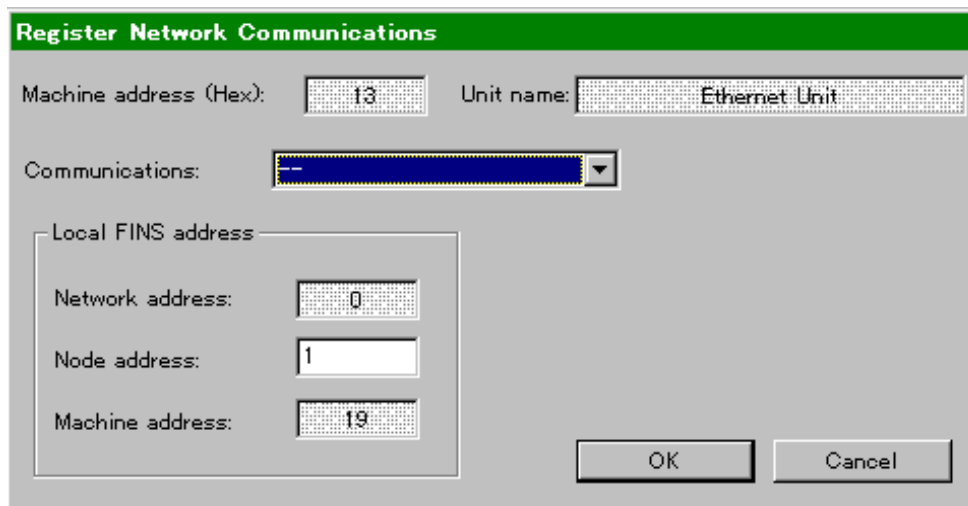 Register Network Communications
Machine address (Hex): 13 Unit name: Ethernet Unit
Communications: --
Local FINS address
Network address: 0
Node address: 1
Machine address: 19
OK Cancel